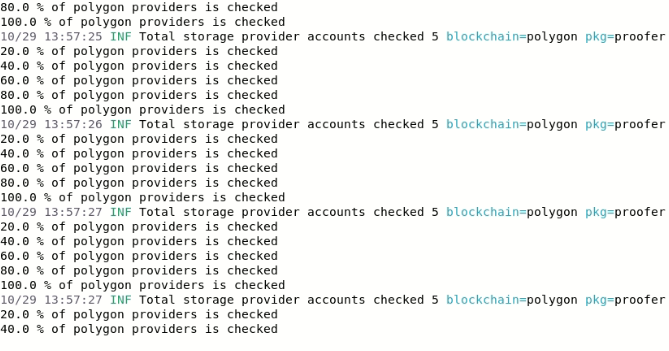 80.0 % of polygon providers is checked
100.0 % of polygon providers is checked
10/29 13:57:25 INF Total storage provider accounts checked 5 blockchain=polygon pkg=proofer
20.0 % of polygon providers is checked
40.0 % of polygon providers is checked
60.0 % of polygon providers is checked
80.0 % of polygon providers is checked
100.0 % of polygon providers is checked
10/29 13:57:26 INF Total storage provider accounts checked 5 blockchain=polygon pkg=proofer
20.0 % of polygon providers is checked
40.0 % of polygon providers is checked
60.0 % of polygon providers is checked
80.0 % of polygon providers is checked
100.0 % of polygon providers is checked
10/29 13:57:27 INF Total storage provider accounts checked 5 blockchain=polygon pkg=proofer
20.0 % of polygon providers is checked
40.0 % of polygon providers is checked
60.0 % of polygon providers is checked
80.0 % of polygon providers is checked
100.0 % of polygon providers is checked
10/29 13:57:27 INF Total storage provider accounts checked 5 blockchain=polygon pkg=proofer
20.0 % of polygon providers is checked
40.0 % of polygon providers is checked